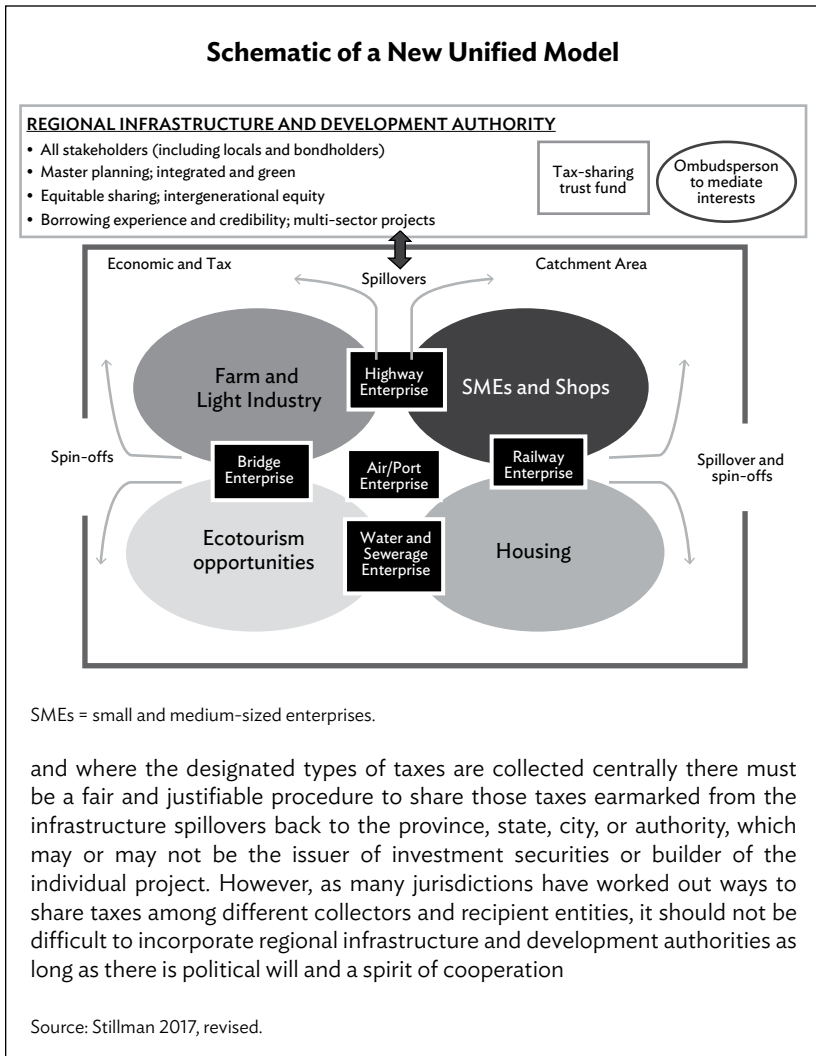 Schematic of a New Unified Model
REGIONAL INFRASTRUCTURE AND DEVELOPMENT AUTHORITY
• All stakeholders (including locals and bondholders)
• Master planning; integrated and green
• Equitable sharing; intergenerational equity
• Borrowing experience and credibility; multi-sector projects
Tax-sharing
trust fund
Ombudsperson
to mediate
interests
Economic and Tax
Spillovers
Catchment Area
Farm and
Light Industry
Highway
Enterprise
SMEs and Shops
Spin-offs
Bridge
Enterprise
Air/Port
Enterprise
Railway
Enterprise
Spillover and
spin-offs
Ecotourism
opportunities
Water and
Sewerage
Enterprise
Housing
SMEs = small and medium-sized enterprises.
and where the designated types of taxes are collected centrally there must
be a fair and justifiable procedure to share those taxes earmarked from the
infrastructure spillovers back to the province, state, city, or authority, which
may or may not be the issuer of investment securities or builder of the
individual project. However, as many jurisdictions have worked out ways to
share taxes among different collectors and recipient entities, it should not be
difficult to incorporate regional infrastructure and development authorities as
long as there is political will and a spirit of cooperation
Source: Stillman 2017, revised.